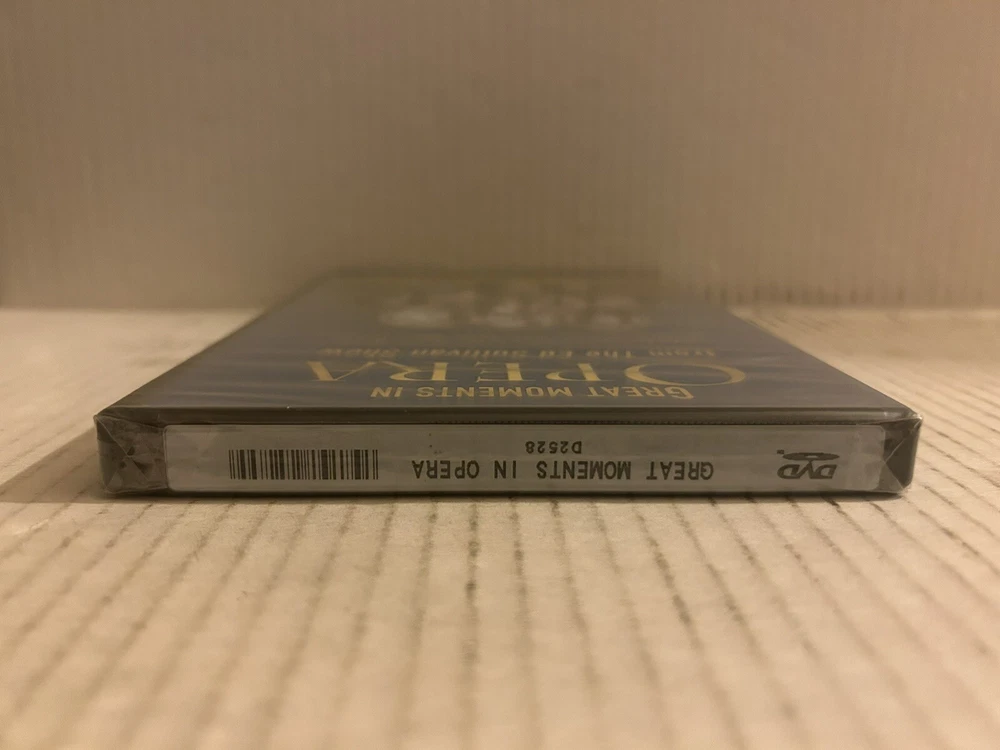 GREAT MOMENTS IN
OPERA
from The Ed Sullivan Show
DVD
GREAT MOMENTS IN OPERA
D2528